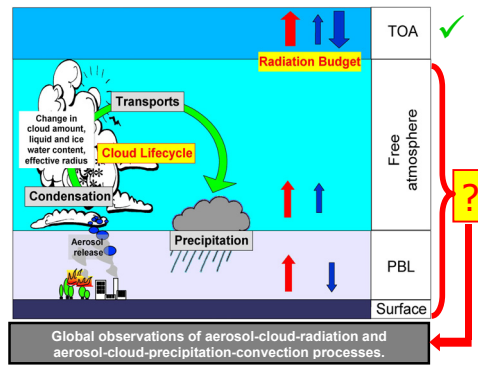 TOA
Radiation Budget
Transports
Change in
cloud amount,
liquid and ice
water content,
effective radius
Cloud Lifecycle
Free
atmosphere
?
Condensation
Precipitation
Aerosol
release
PBL
Surface
Global observations of aerosol-cloud-radiation and
aerosol-cloud-precipitation-convection processes.